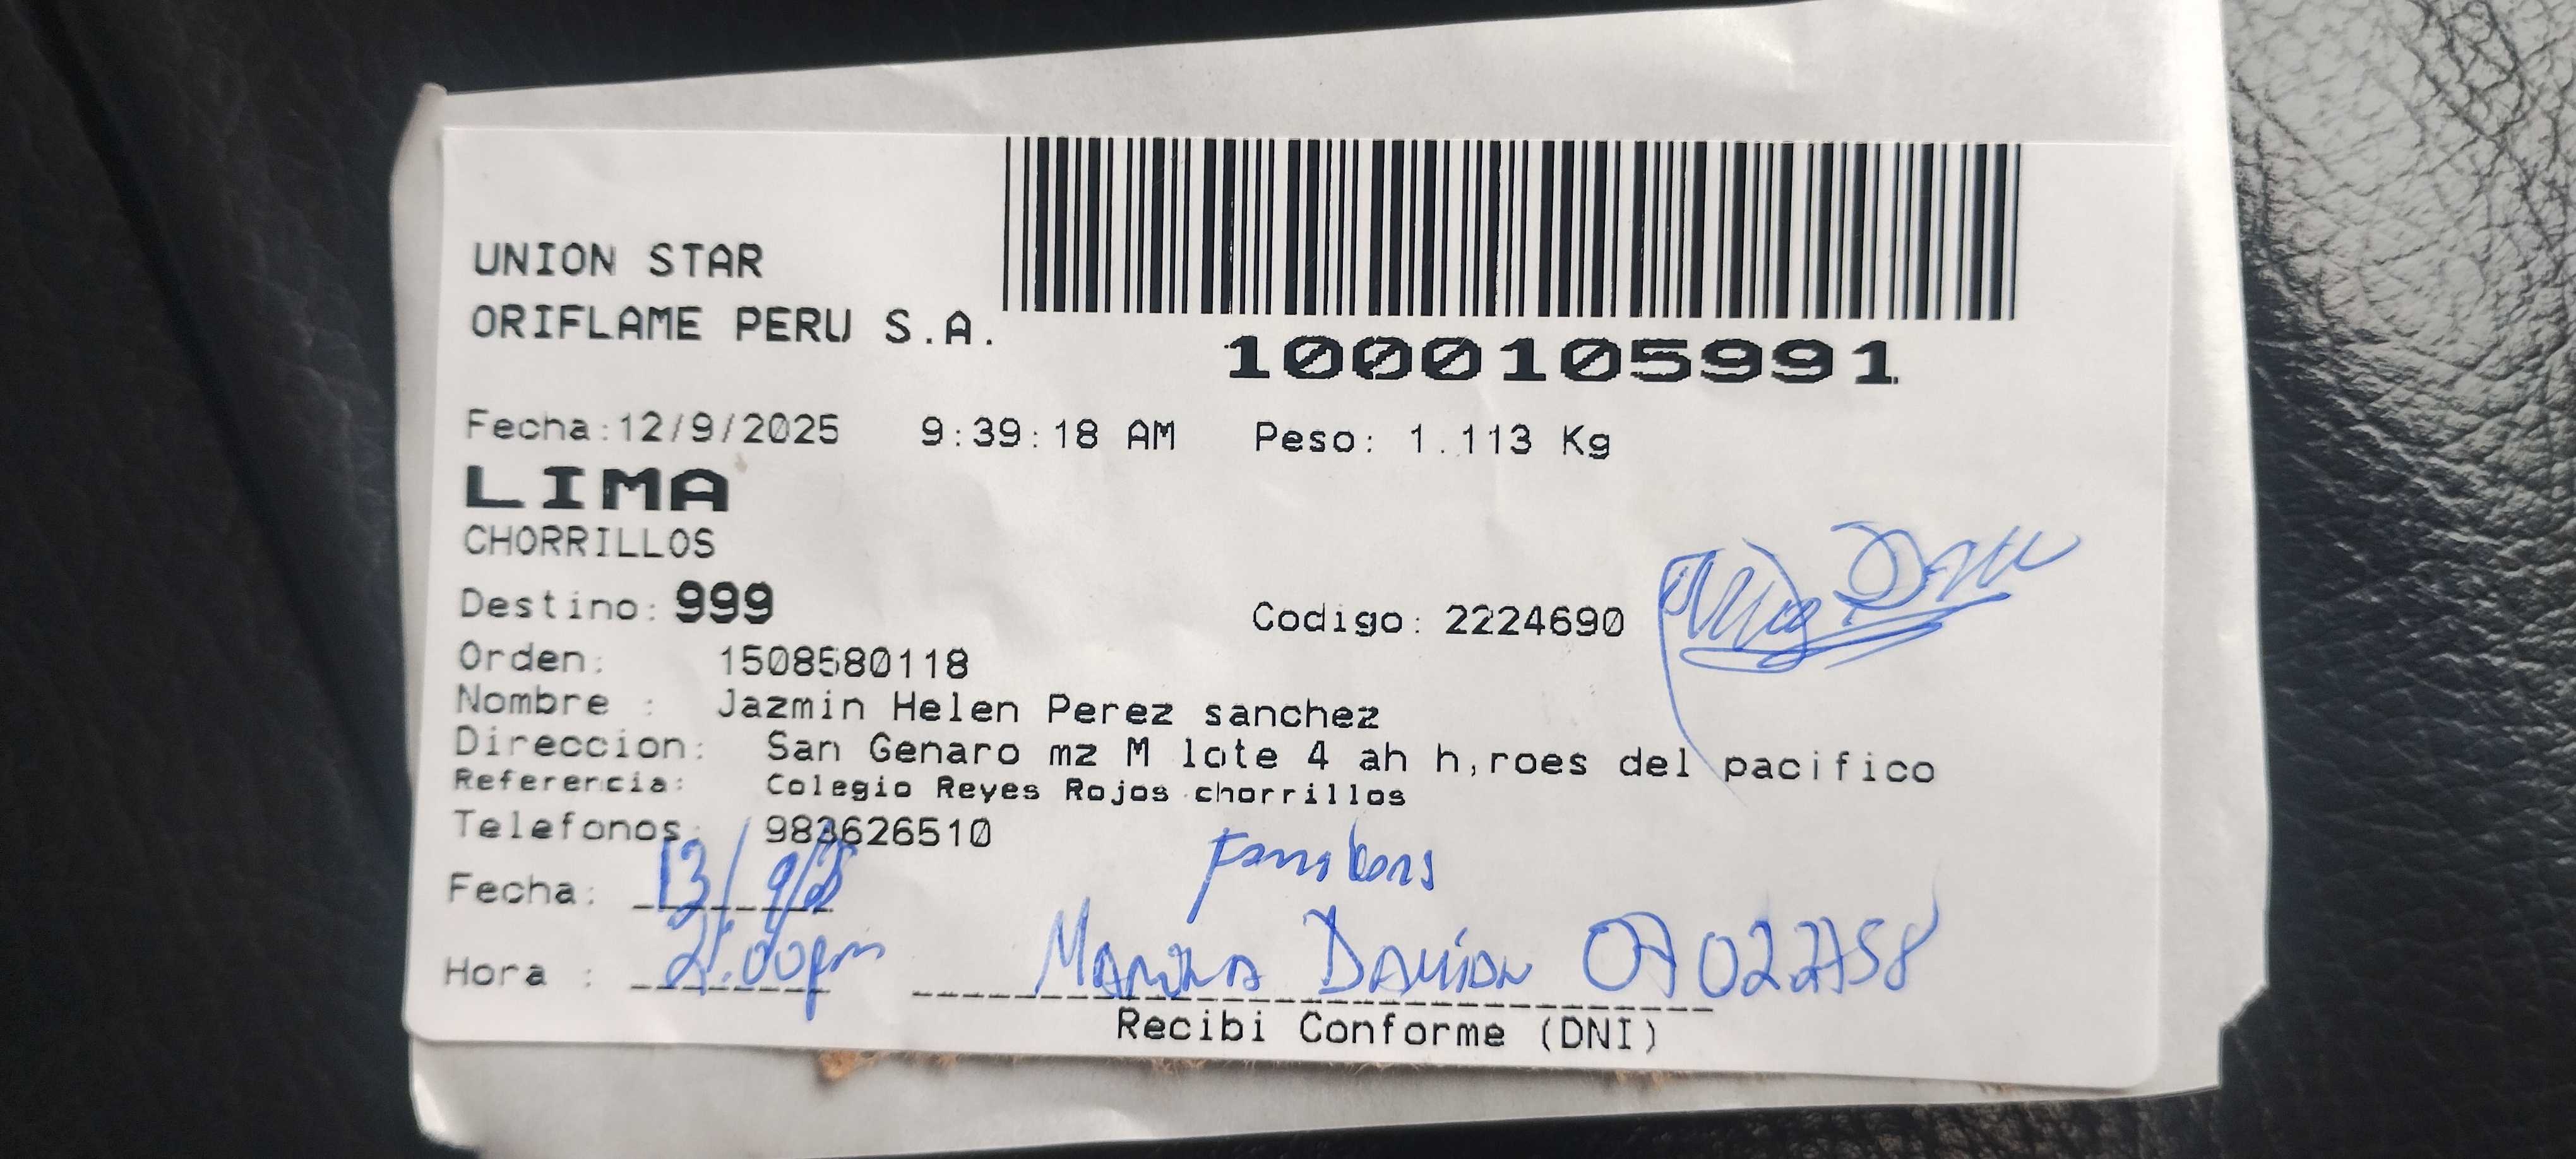 UNION STAR
ORIFLAME PERU S.A.
1000105991
Fecha:12/9/2025 9:39:18 AM Peso: 1.113 Kg
LIMA
CHORRILLOS
Destino: 999 Codigo: 2224690
Orden: 1508580118
Nombre : Jazmin Helen Perez sanchez
Direccion: San Genaro mz M lote 4 ah h,roes del pacifico
Referencia: Colegio Reyes Rojos chorrillos
Telefonos: 983626510
Fecha: 13/9/25
Hora : 2:00pm 07022758
Recibi Conforme (DNI)